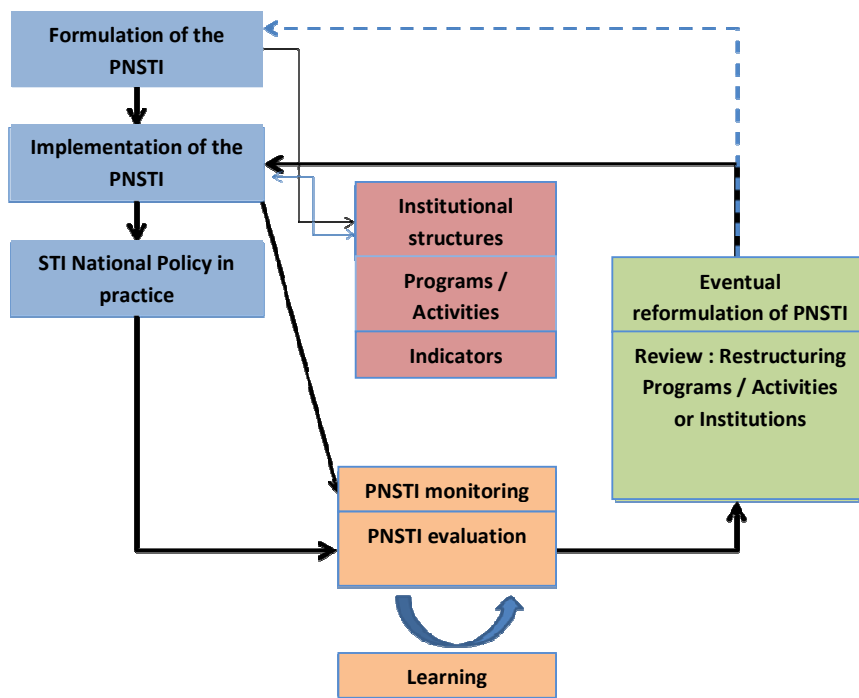 Formulation of the
PNSTI
Implementation of the
PNSTI
STI National Policy in
practice
Institutional
structures
Programs /
Activities
Indicators
Eventual
reformulation of PNSTI
Review : Restructuring
Programs / Activities
or Institutions
PNSTI monitoring
PNSTI evaluation
Learning